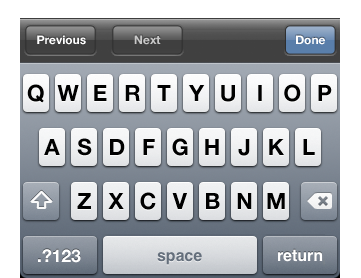 Previous Next Done
Q W E R T Y U I O P
A S D F G H J K L
Z X C V B N M
.?123 space return